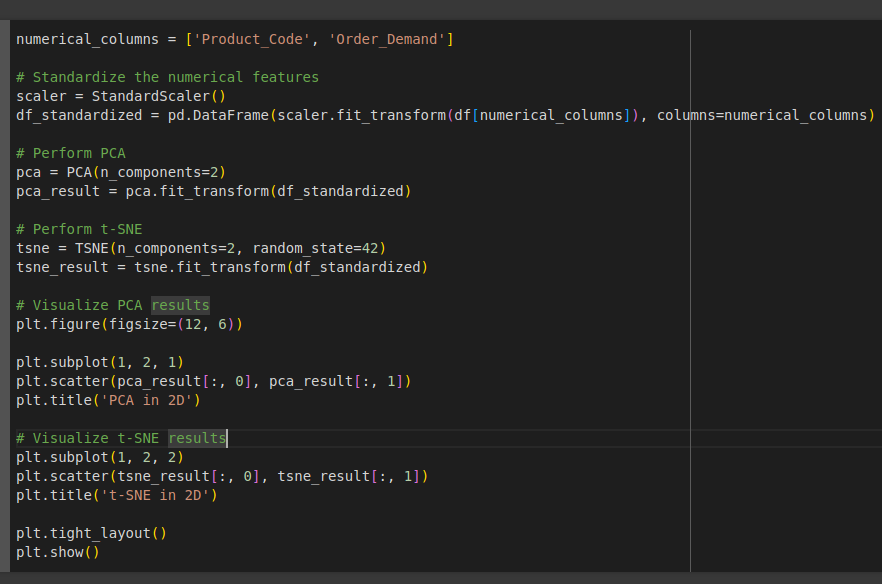 numerical_columns = ['Product_Code', 'Order_Demand']
# Standardize the numerical features
scaler = StandardScaler()
df_standardized = pd.DataFrame(scaler.fit_transform(df[numerical_columns]), columns=numerical_columns)
# Perform PCA
pca = PCA(n_components=2)
pca_result = pca.fit_transform(df_standardized)
# Perform t-SNE
tsne = TSNE(n_components=2, random_state=42)
tsne_result = tsne.fit_transform(df_standardized)
# Visualize PCA results
plt.figure(figsize=(12, 6))
plt.subplot(1, 2, 1)
plt.scatter(pca_result[:, 0], pca_result[:, 1])
plt.title('PCA in 2D')
# Visualize t-SNE results
plt.subplot(1, 2, 2)
plt.scatter(tsne_result[:, 0], tsne_result[:, 1])
plt.title('t-SNE in 2D')
plt.tight_layout()
plt.show()